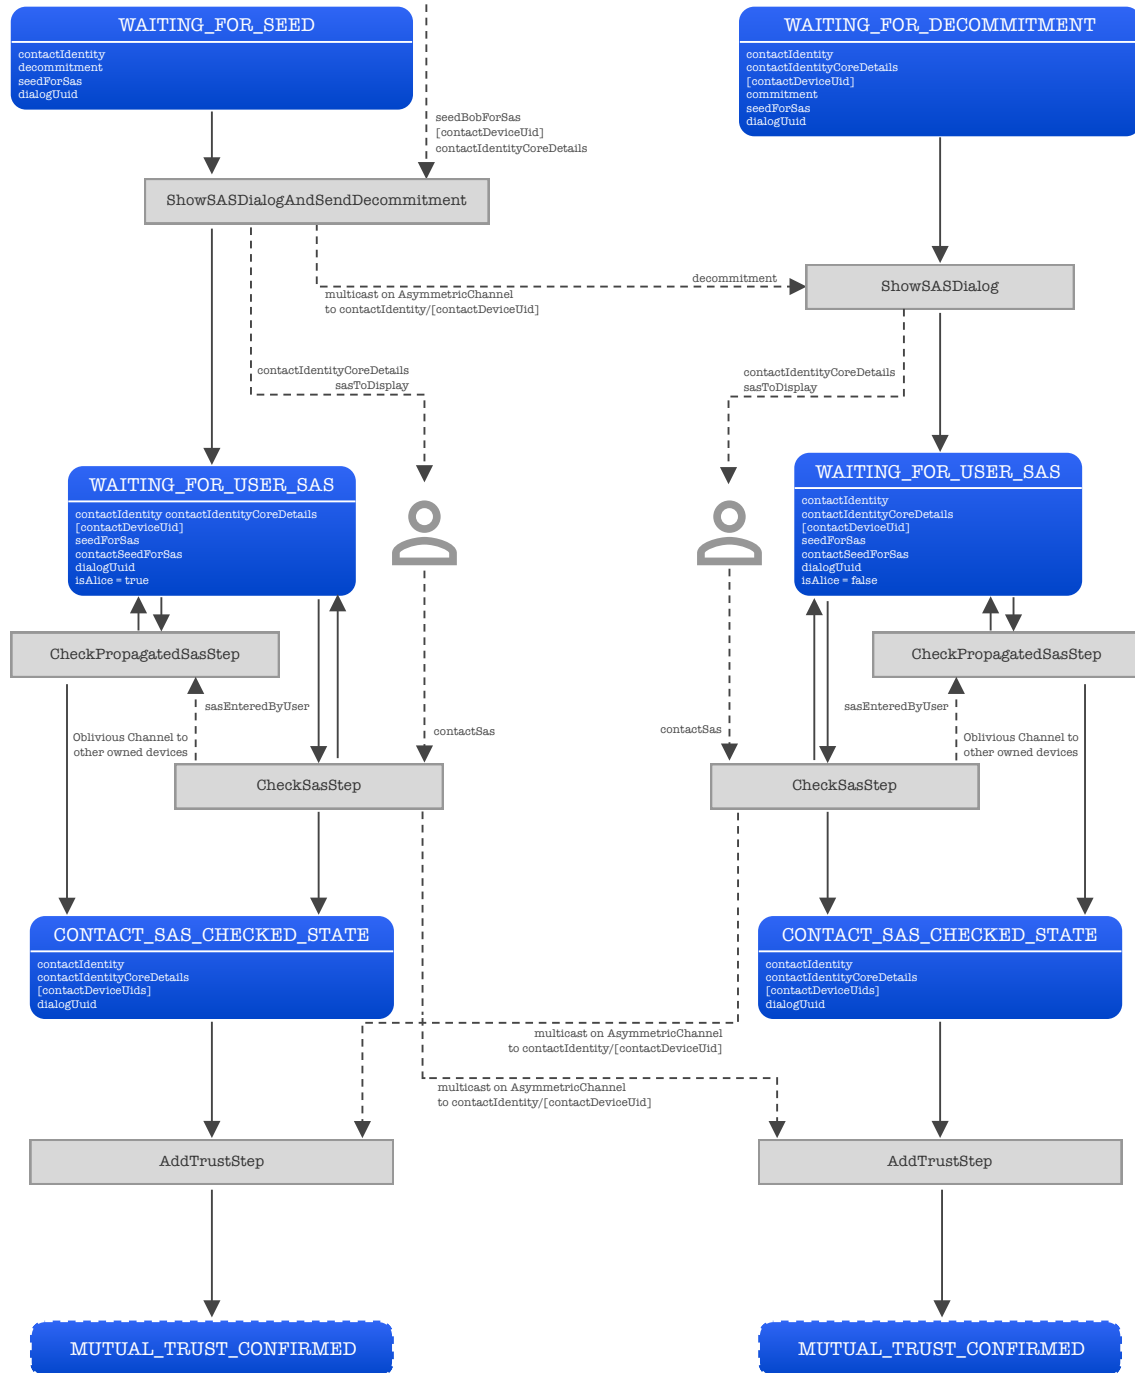 WAITING_FOR_SEED
contactIdentity
decommitment
seedForSas
dialogUuid
WAITING_FOR_DECOMMITMENT
contactIdentity
contactIdentityCoreDetails
[contactDeviceUid]
commitment
seedForSas
dialogUuid
seedBobForSas
[contactDeviceUid]
contactIdentityCoreDetails
ShowSASDialogAndSendDecommitment
decommitment
multicast on AsymmetricChannel
to contactIdentity/[contactDeviceUid]
ShowSASDialog
contactIdentityCoreDetails
sasToDisplay
contactIdentityCoreDetails
sasToDisplay
WAITING_FOR_USER_SAS
contactIdentity contactIdentityCoreDetails
[contactDeviceUid]
seedForSas
contactSeedForSas
dialogUuid
isAlice = true
WAITING_FOR_USER_SAS
contactIdentity
contactIdentityCoreDetails
[contactDeviceUid]
seedForSas
contactSeedForSas
dialogUuid
isAlice = false
CheckPropagatedSasStep
CheckPropagatedSasStep
sasEnteredByUser
Oblivious Channel to
other owned devices
contactSas
contactSas
sasEnteredByUser
Oblivious Channel to
other owned devices
CheckSasStep
CheckSasStep
CONTACT_SAS_CHECKED_STATE
contactIdentity
contactIdentityCoreDetails
[contactDeviceUids]
dialogUuid
CONTACT_SAS_CHECKED_STATE
contactIdentity
contactIdentityCoreDetails
[contactDeviceUids]
dialogUuid
multicast on AsymmetricChannel
to contactIdentity/[contactDeviceUid]
multicast on AsymmetricChannel
to contactIdentity/[contactDeviceUid]
AddTrustStep
AddTrustStep
MUTUAL_TRUST_CONFIRMED
MUTUAL_TRUST_CONFIRMED